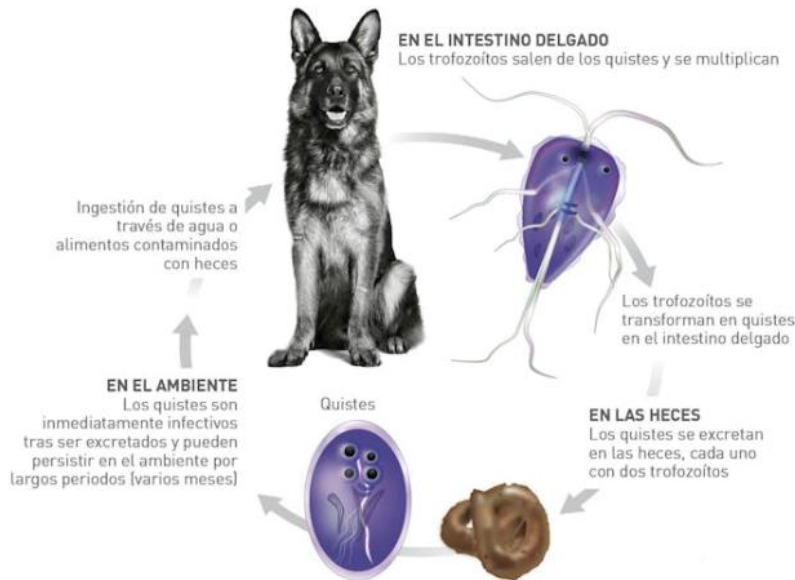 EN EL INTESTINO DELGADO
Los trofozoítos salen de los quistes y se multiplican
Ingestión de quistes a
través de agua o
alimentos contaminados
con heces
Los trofozoítos se
transforman en quistes
en el intestino delgado
EN EL AMBIENTE
Los quistes son
inmediatamente infectivos
tras ser excretados y pueden
persistir en el ambiente por
largos periodos (varios meses)
Quistes
EN LAS HECES
Los quistes se excretan
en las heces, cada uno
con dos trofozoítos